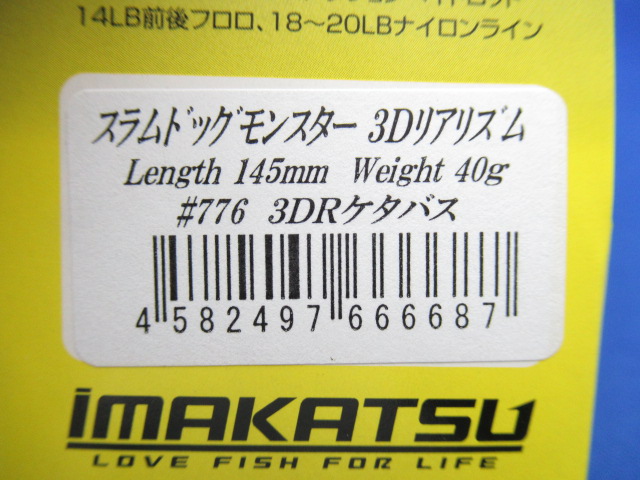 14LB前後フロロ、18〜20LBナイロンライン
スラムドッグモンスター 3Dリアリズム
Length 145mm Weight 40g
#776 3DRケタバス
4 582497 666687
imakatsu
LOVE FISH FOR LIFE